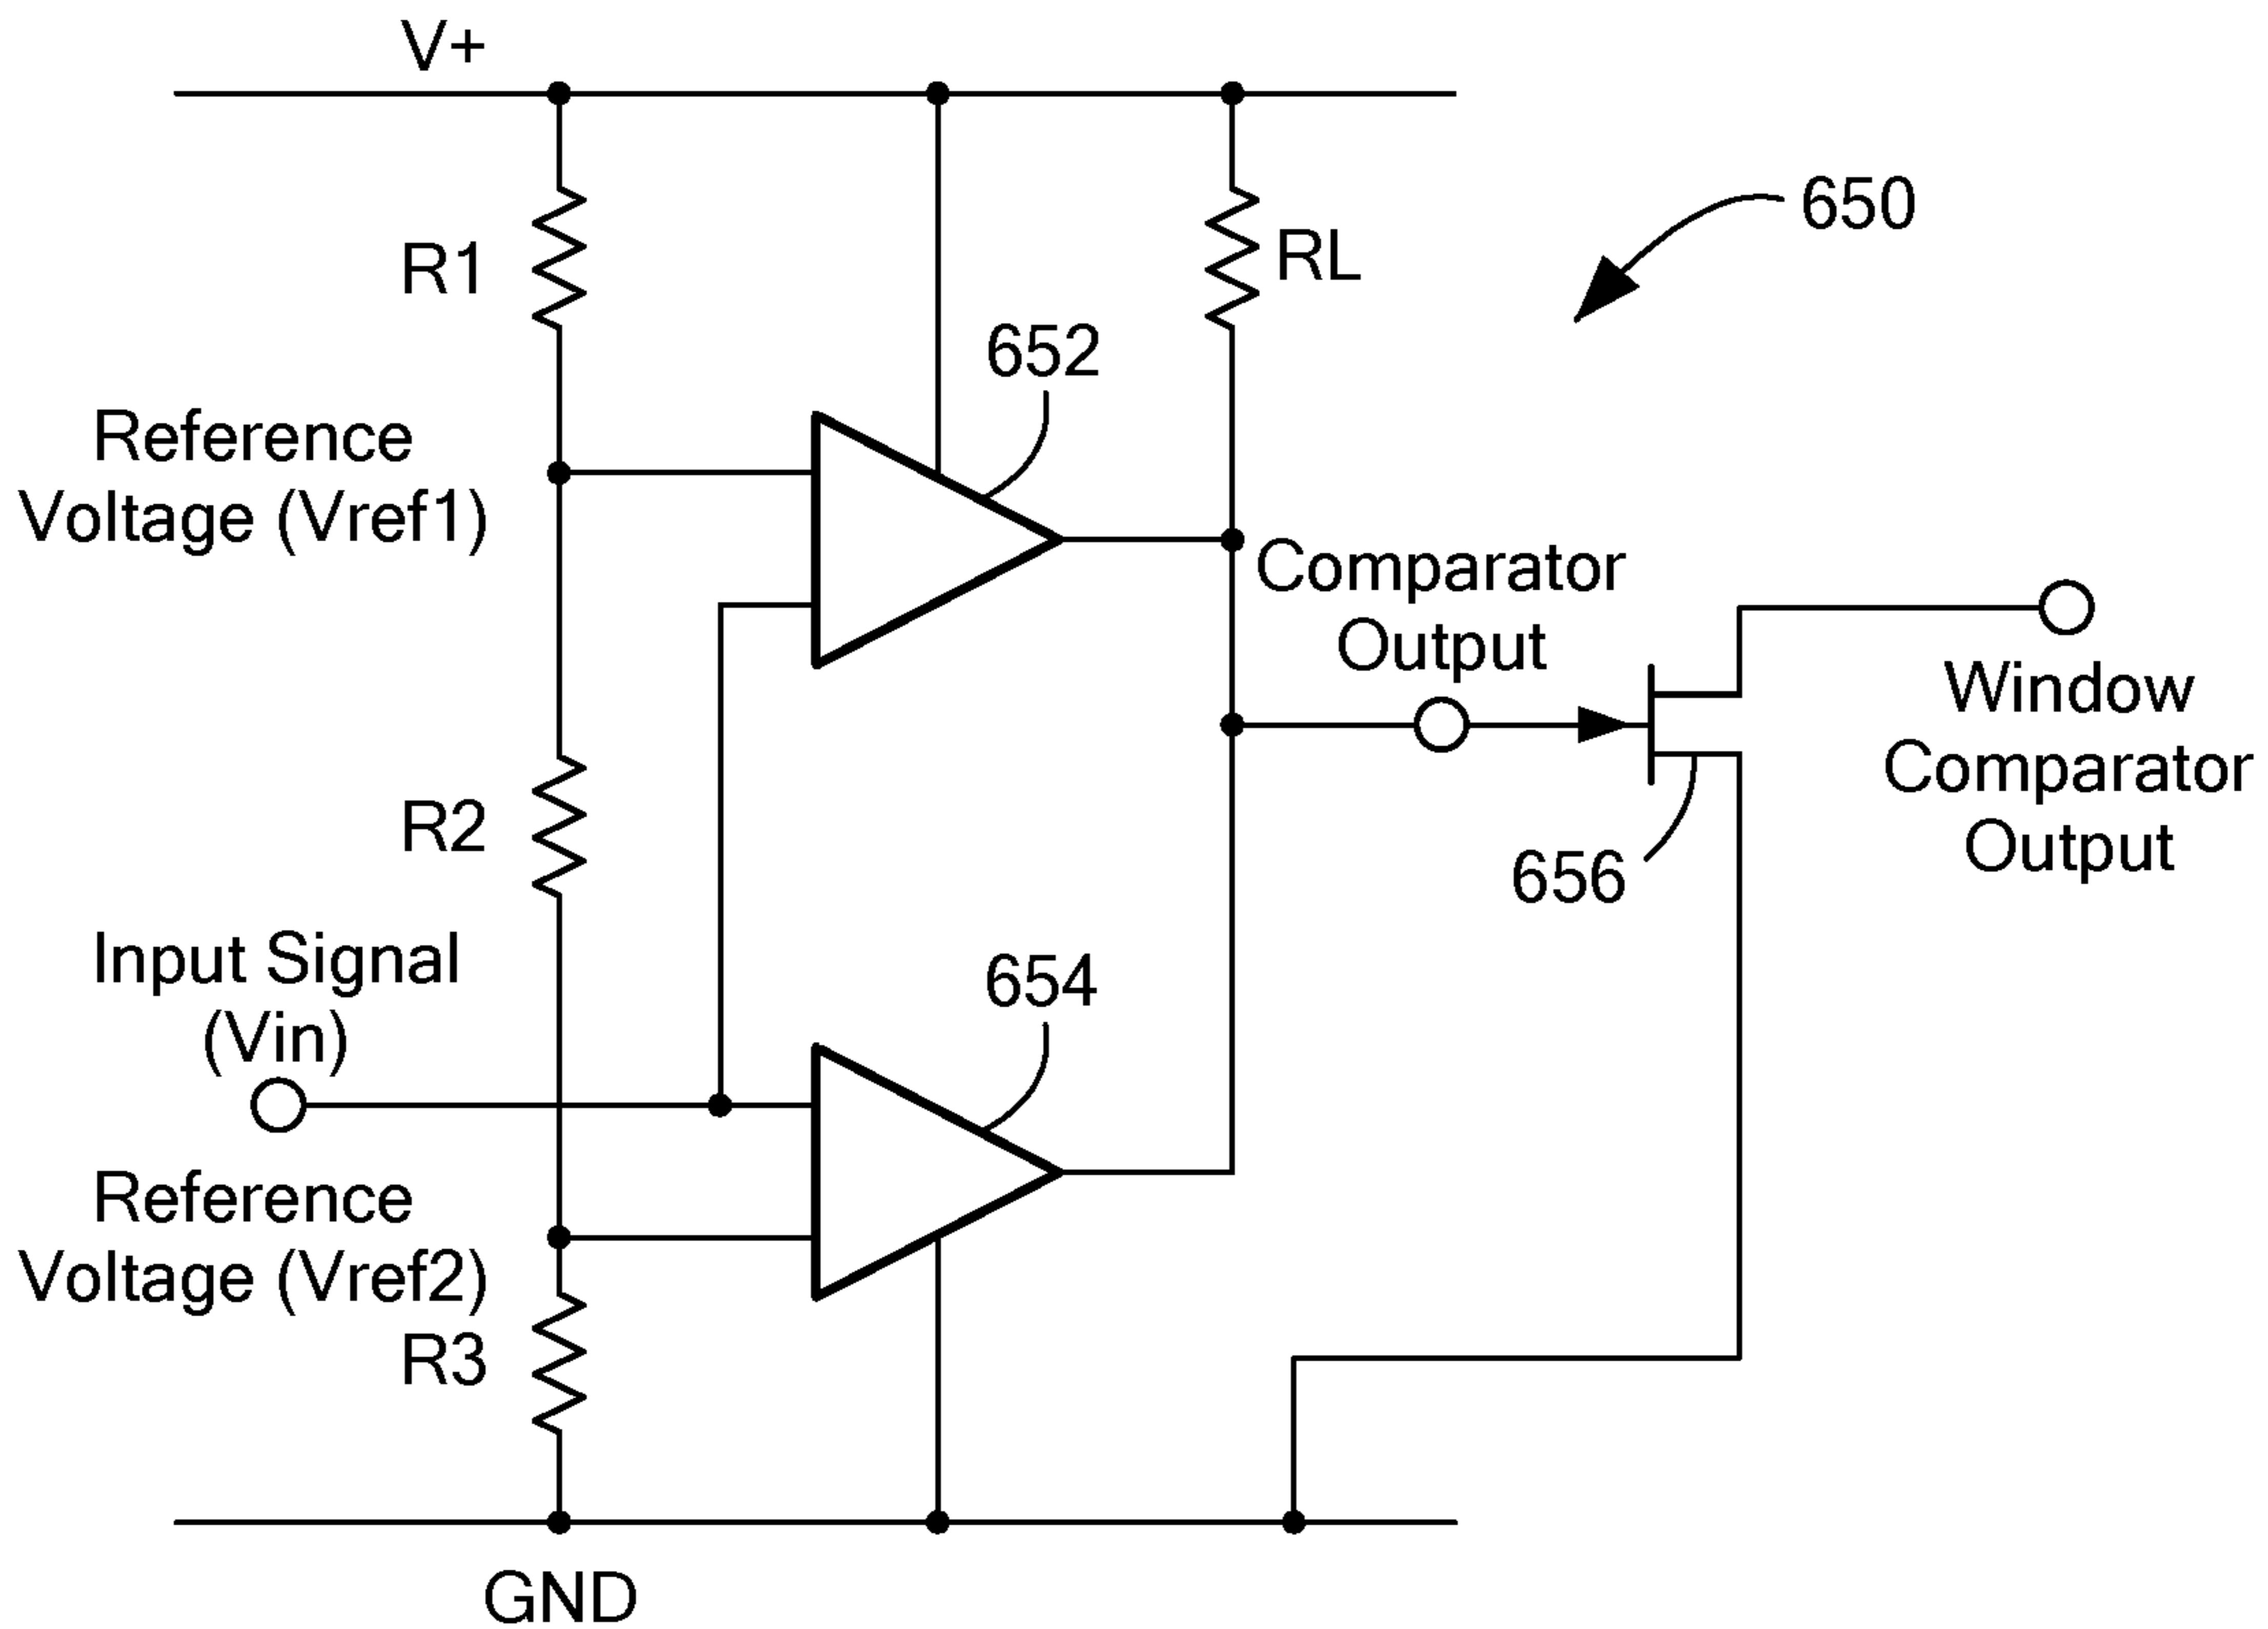 V+
650
R1
RL
652
Reference
Voltage (Vref1)
Comparator
Output
Window
Comparator
Output
R2
656
Input Signal
(Vin)
654
Reference
Voltage (Vref2)
R3
GND